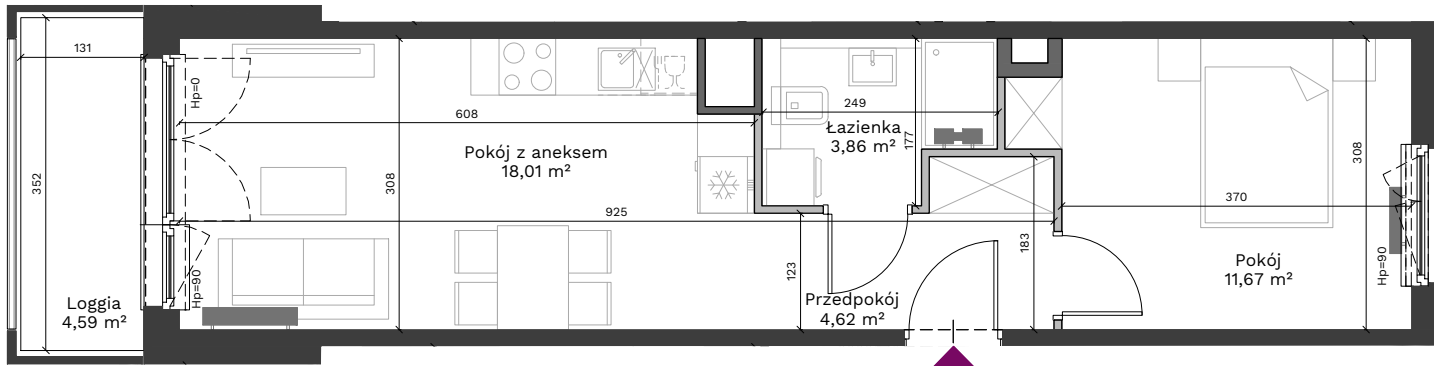 131
352
Loggia
4,59 m²
Hp=0
Hp=90
608
Pokój z aneksem
18,01 m²
308
925
249
Łazienka
3,86 m²
177
123
Przedpokój
4,62 m²
183
370
308
Pokój
11,67 m²
Hp=90